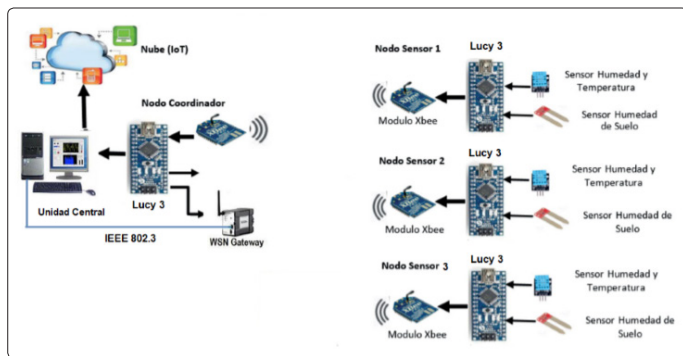 Nube (IoT)
Nodo Coordinador
Unidad Central
Lucy 3
IEEE 802.3
WSN Gateway
Nodo Sensor 1
Lucy 3
Modulo Xbee
Sensor Humedad y
Temperatura
Sensor Humedad
de Suelo
Nodo Sensor 2
Lucy 3
Modulo Xbee
Sensor Humedad y
Temperatura
Sensor Humedad de
Suelo
Nodo Sensor 3
Lucy 3
Modulo Xbee
Sensor Humedad y
Temperatura
Sensor Humedad de
Suelo